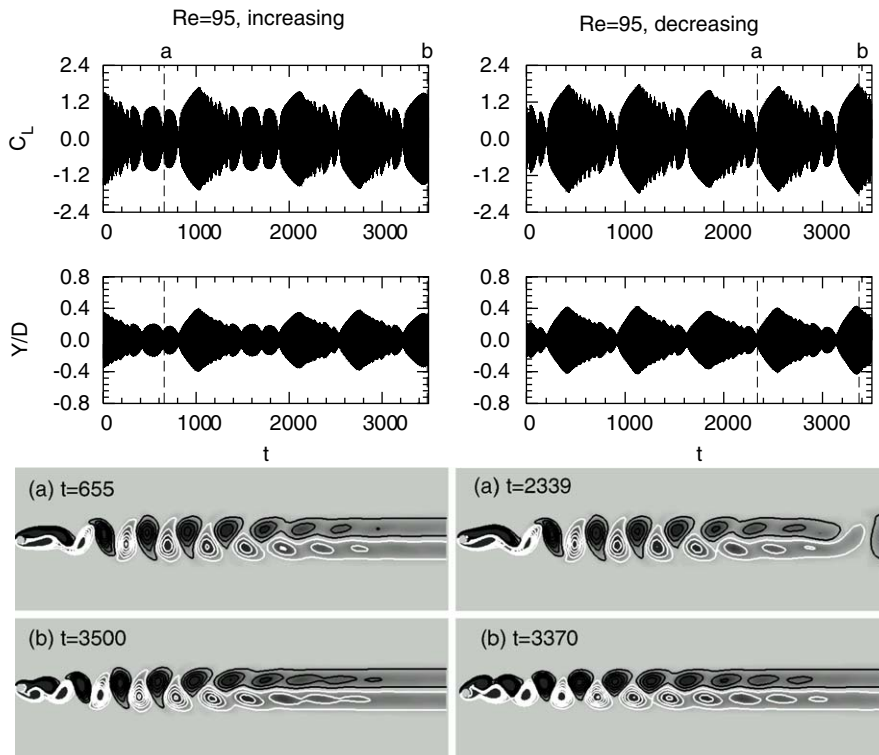 Re=95, increasing
Re=95, decreasing
a
b
a
b
2.4
1.2
0.0
-1.2
-2.4
C_L
0
1000
2000
3000
2.4
1.2
0.0
-1.2
-2.4
0
1000
2000
3000
0.8
0.4
0.0
-0.4
-0.8
Y/D
0
1000
2000
3000
t
0.8
0.4
0.0
-0.4
-0.8
0
1000
2000
3000
t
(a) t=655
(a) t=2339
(b) t=3500
(b) t=3370